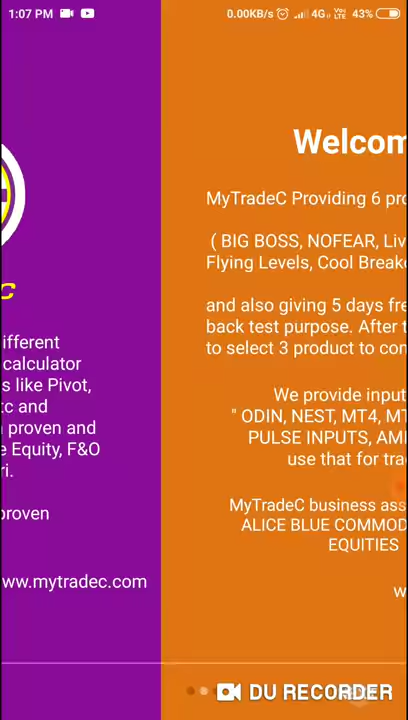 1:07 PM
0.00KB/s 4G 43%
C
ifferent
calculator
s like Pivot,
tc and
proven and
e Equity, F&O
ri.
proven
ww.mytradec.com
Welcom
MyTradeC Providing 6 pro
( BIG BOSS, NOFEAR, Liv
Flying Levels, Cool Breake
and also giving 5 days fre
back test purpose. After t
to select 3 product to con
We provide input
" ODIN, NEST, MT4, MT
PULSE INPUTS, AMI
use that for tra
MyTradeC business ass
ALICE BLUE COMMOD
EQUITIES
w
DU RECORDER